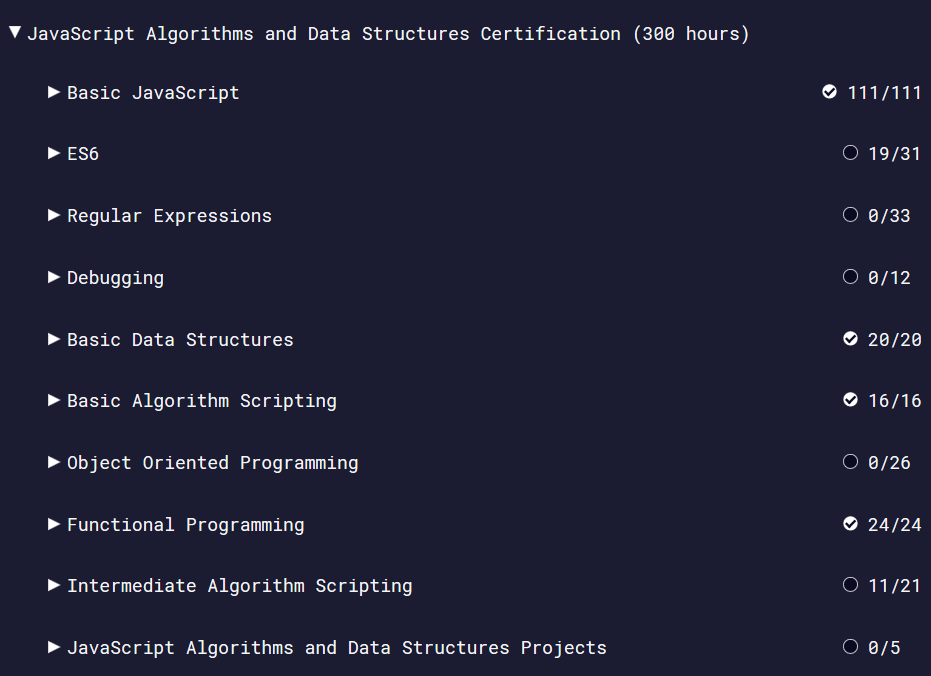 JavaScript Algorithms and Data Structures Certification (300 hours)
Basic JavaScript 111/111
ES6 19/31
Regular Expressions 0/33
Debugging 0/12
Basic Data Structures 20/20
Basic Algorithm Scripting 16/16
Object Oriented Programming 0/26
Functional Programming 24/24
Intermediate Algorithm Scripting 11/21
JavaScript Algorithms and Data Structures Projects 0/5